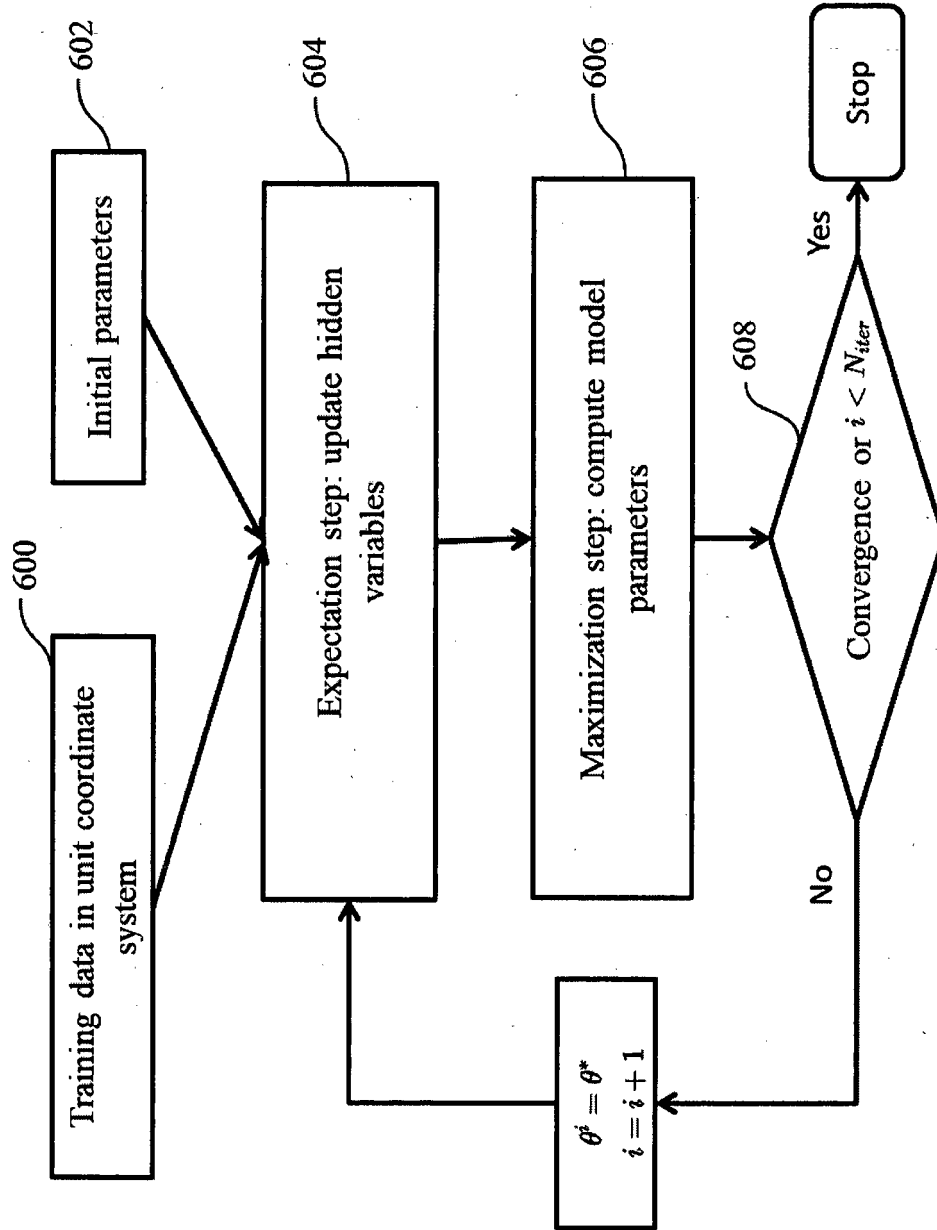 600
Training data in unit coordinate
system
602
Initial parameters
604
Expectation step: update hidden
variables
606
Maximization step: compute model
parameters
608
Convergence or i < N_iter
Yes
Stop
No
θ^i = θ*
i = i + 1